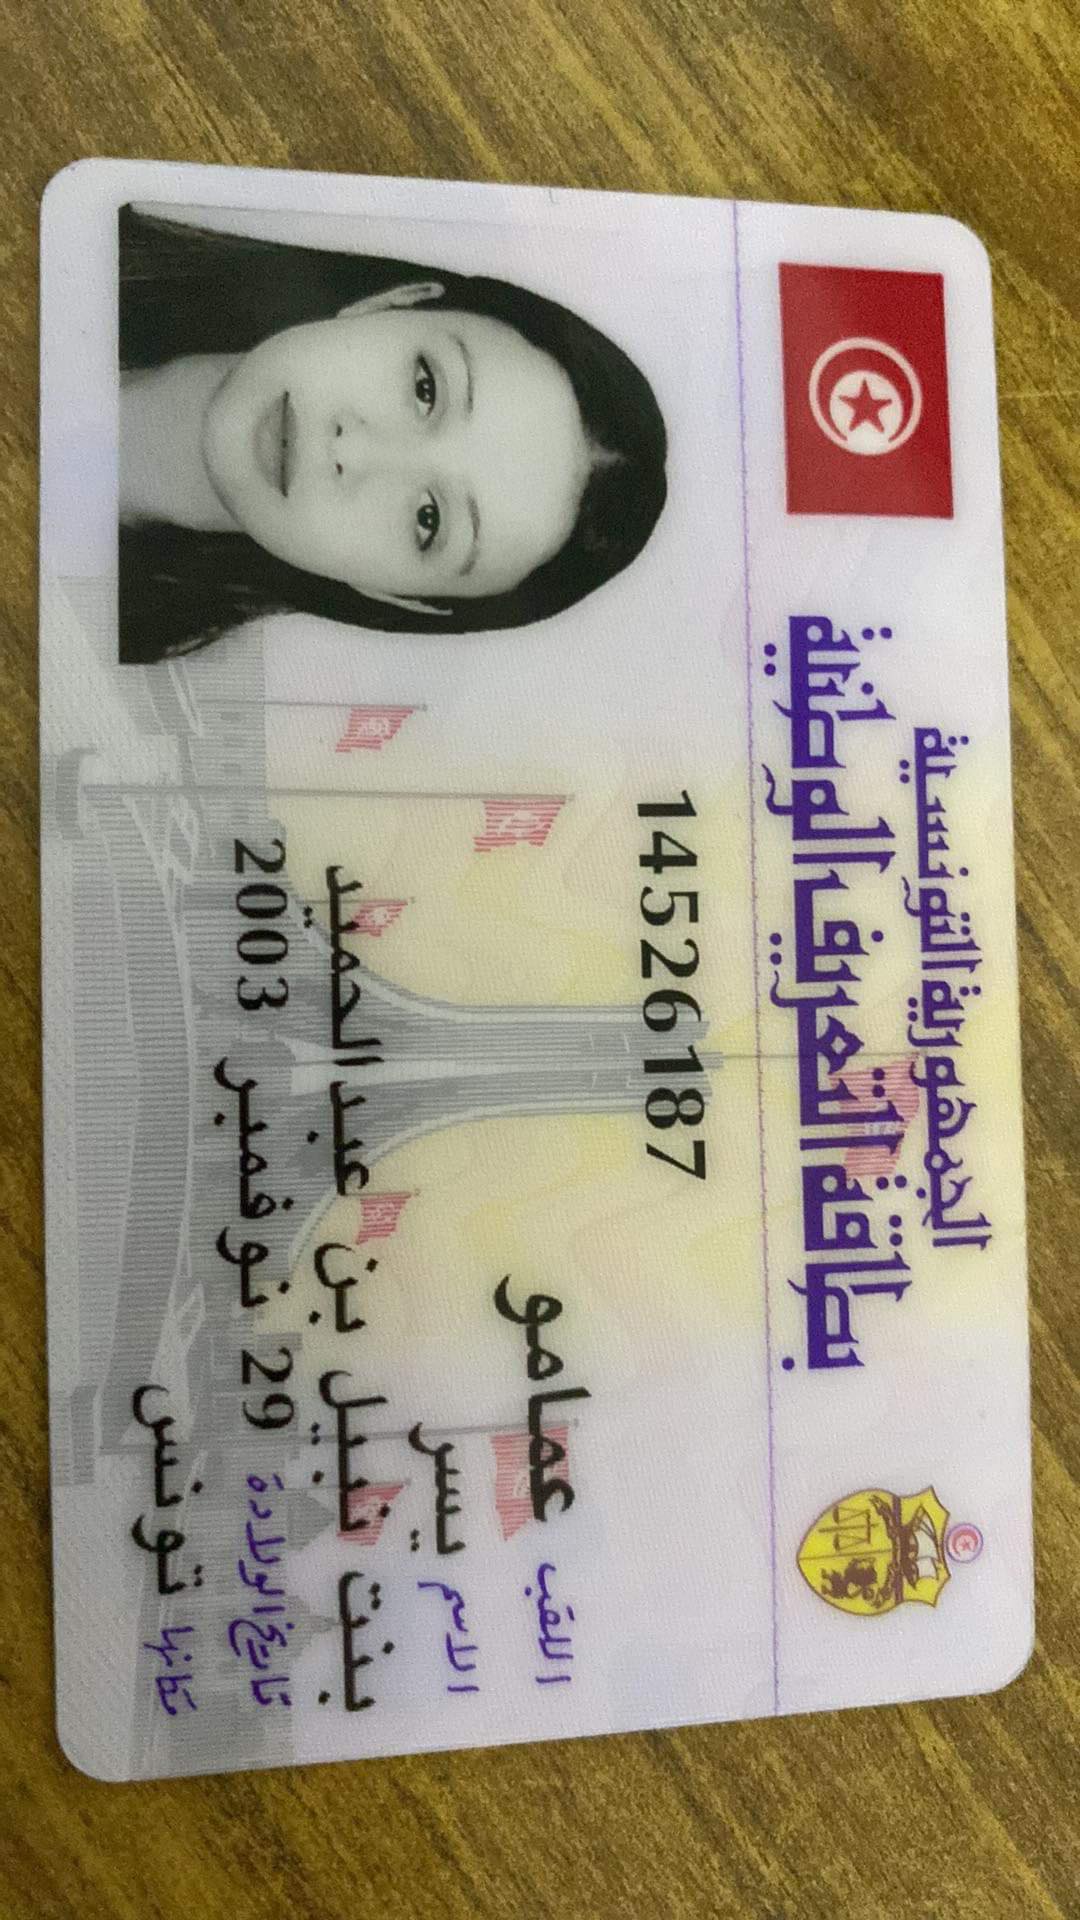 الجمهورية التونسية
بطاقة التعريف الوطنية
14526187
اللقب عمامو
الاسم يسر
بنت نبيل بن عبد الحميد
تاريخ الولادة 29 نوفمبر 2003
مكانها تونس